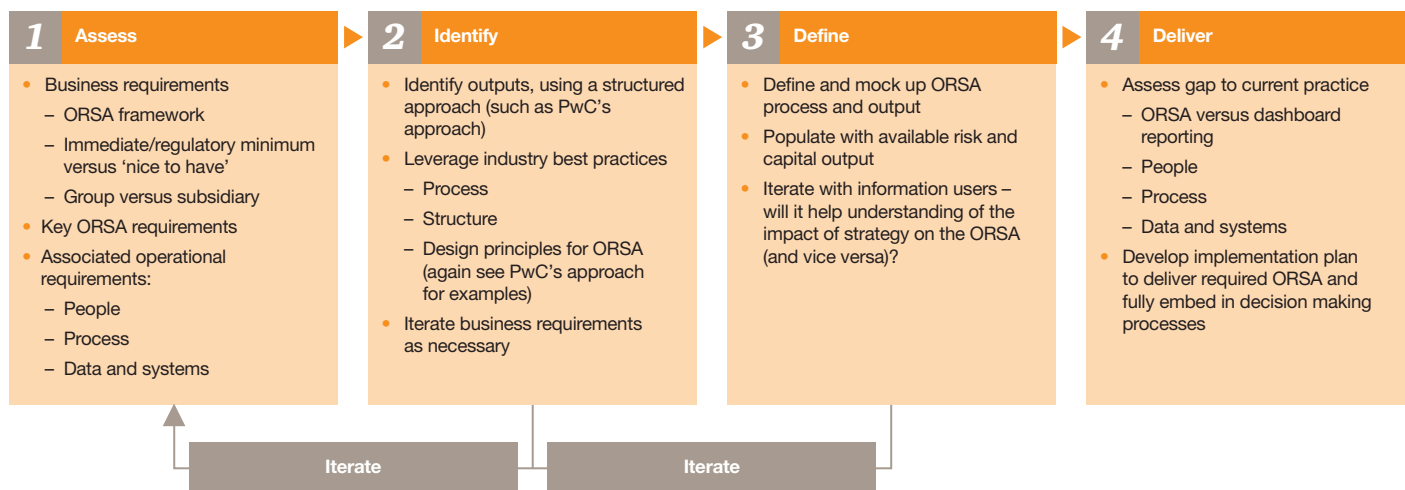 1 Assess
• Business requirements
– ORSA framework
– Immediate/regulatory minimum
versus ‘nice to have’
– Group versus subsidiary
• Key ORSA requirements
• Associated operational
requirements:
– People
– Process
– Data and systems
2 Identify
• Identify outputs, using a structured
approach (such as PwC’s
approach)
• Leverage industry best practices
– Process
– Structure
– Design principles for ORSA
(again see PwC’s approach
for examples)
• Iterate business requirements
as necessary
3 Define
• Define and mock up ORSA
process and output
• Populate with available risk and
capital output
• Iterate with information users –
will it help understanding of the
impact of strategy on the ORSA
(and vice versa)?
4 Deliver
• Assess gap to current practice
– ORSA versus dashboard
reporting
– People
– Process
– Data and systems
• Develop implementation plan
to deliver required ORSA and
fully embed in decision making
processes
Iterate
Iterate